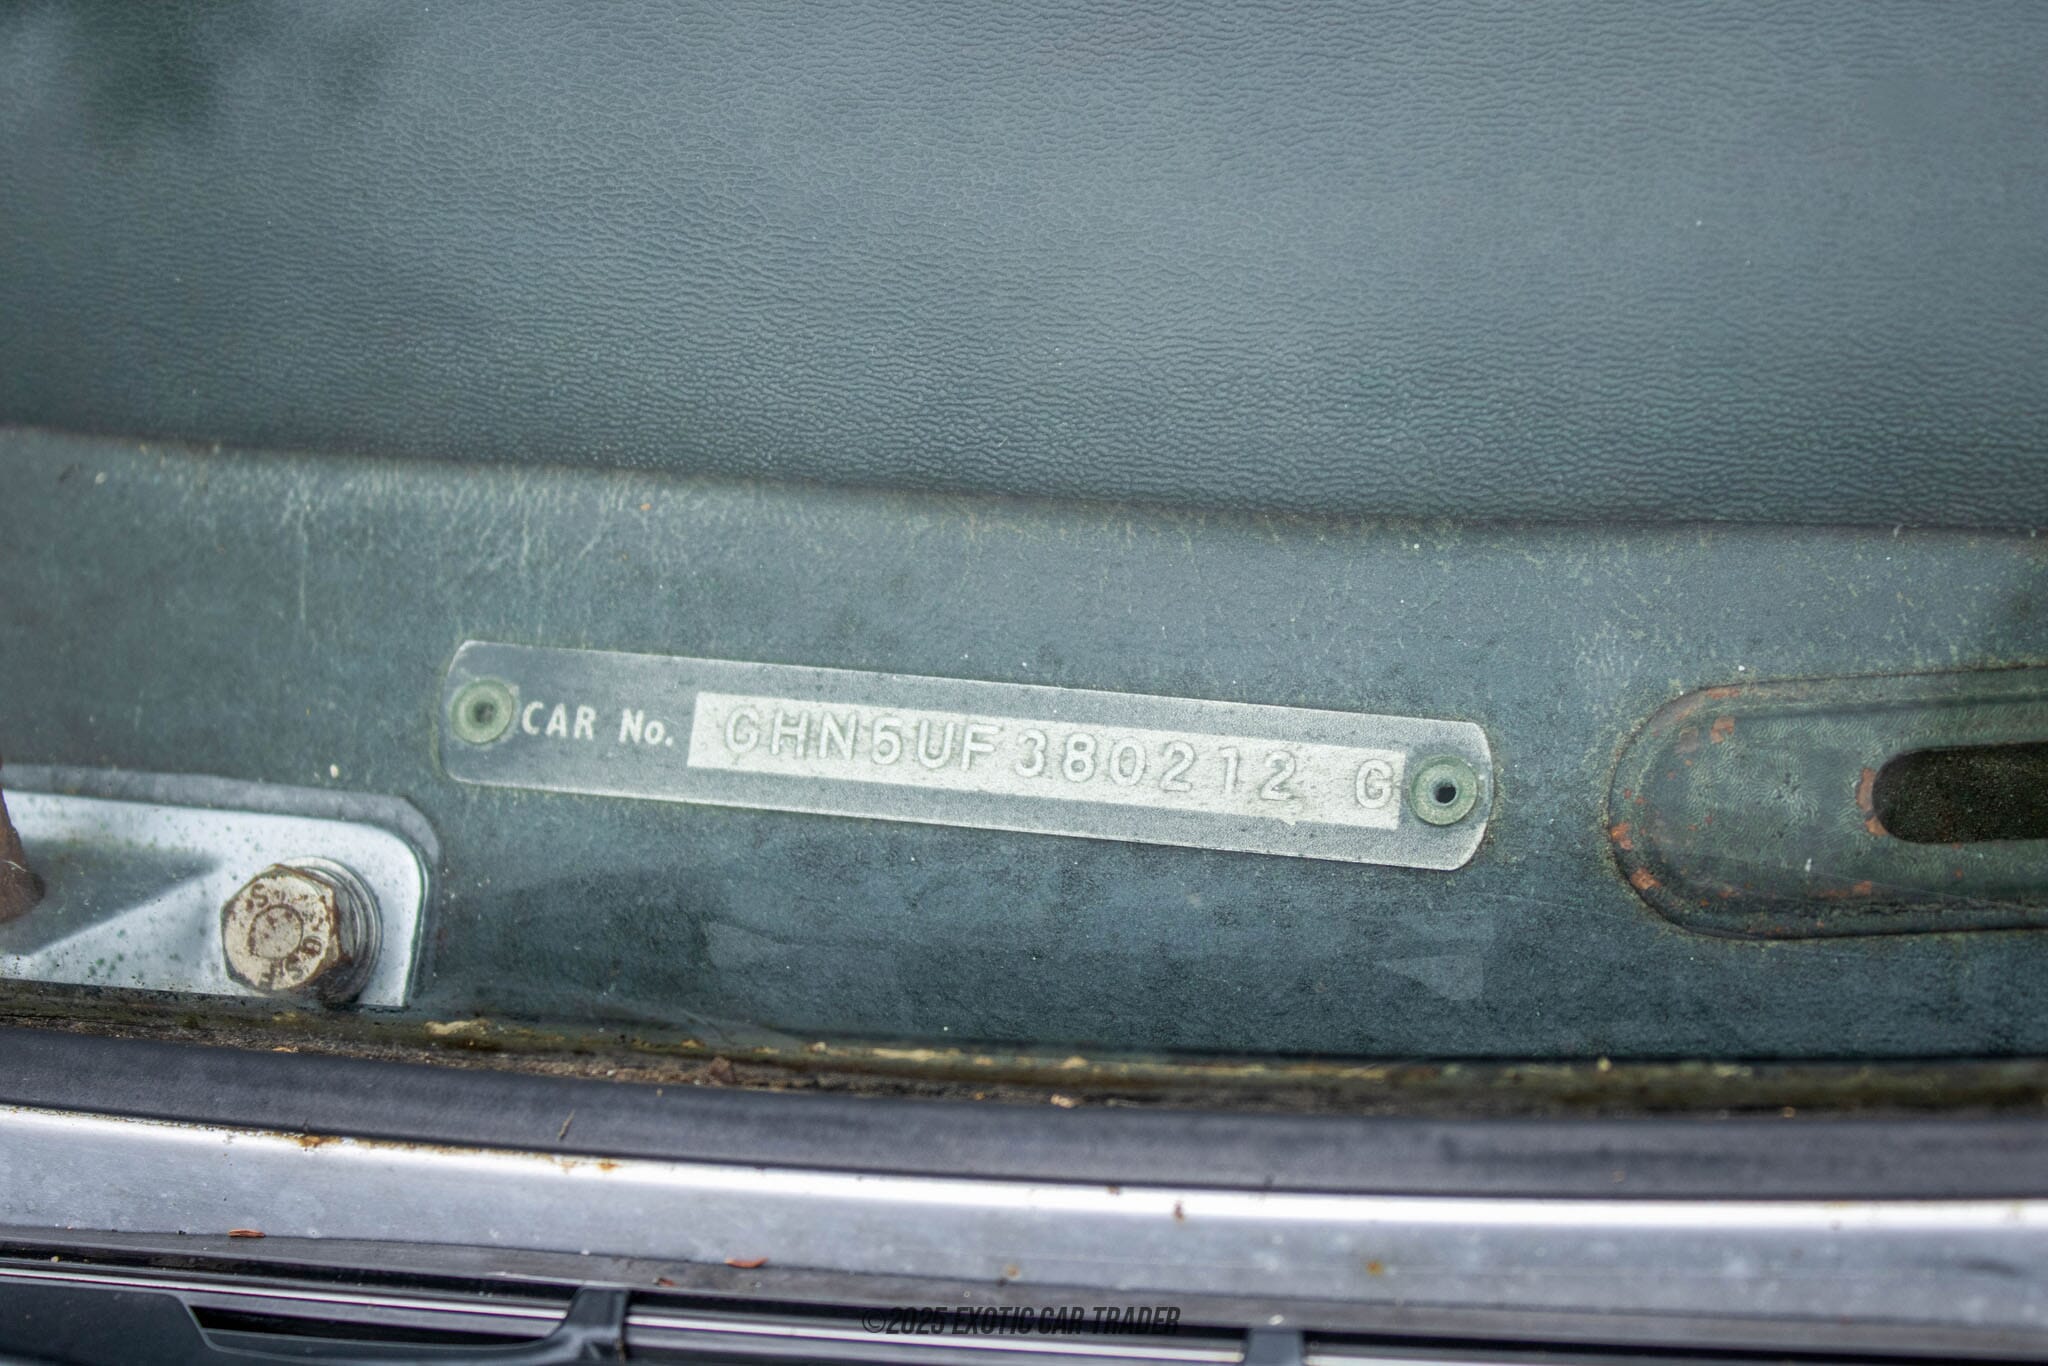 CAR No. GHN5UF380212 G
©2025 EXOTIC CAR TRADER